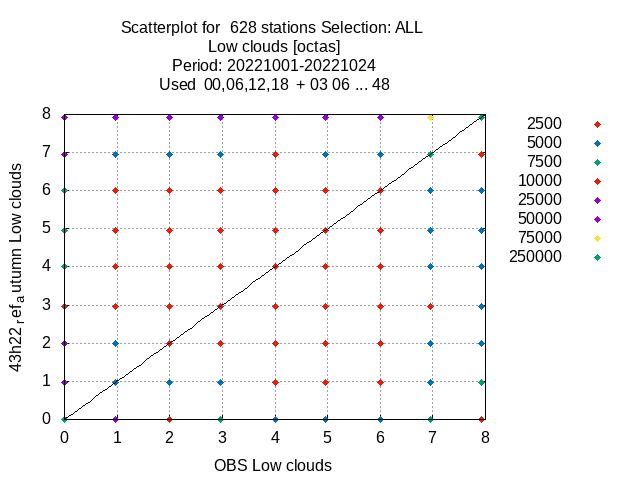 Scatterplot for  628 stations Selection: ALL
Low clouds [octas]
Period: 20221001-20221024
Used  00,06,12,18  + 03 06 ... 48
8
7
6
5
4
3
2
1
0
43h22ref autumn Low clouds
0 1 2 3 4 5 6 7 8
OBS Low clouds
2500
5000
7500
10000
25000
50000
75000
250000